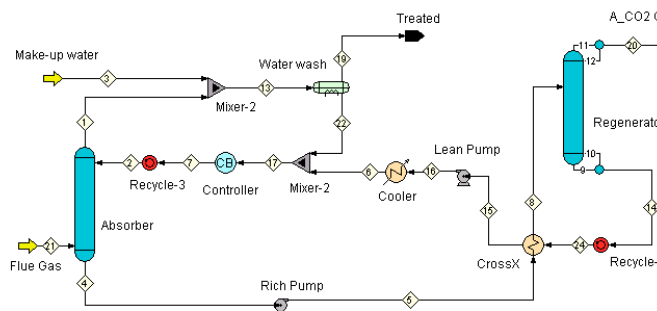 A_CO2
Treated
11
20
12
Make-up water
3
Water wash
19
13
Mixer-2
1
22
Regenerator
Lean Pump
10
9
2
7
CB
17
6
16
Recycle-3
Controller
Mixer-2
Cooler
15
8
14
Absorber
21
24
Flue Gas
CrossX
Recycle-
4
Rich Pump
5